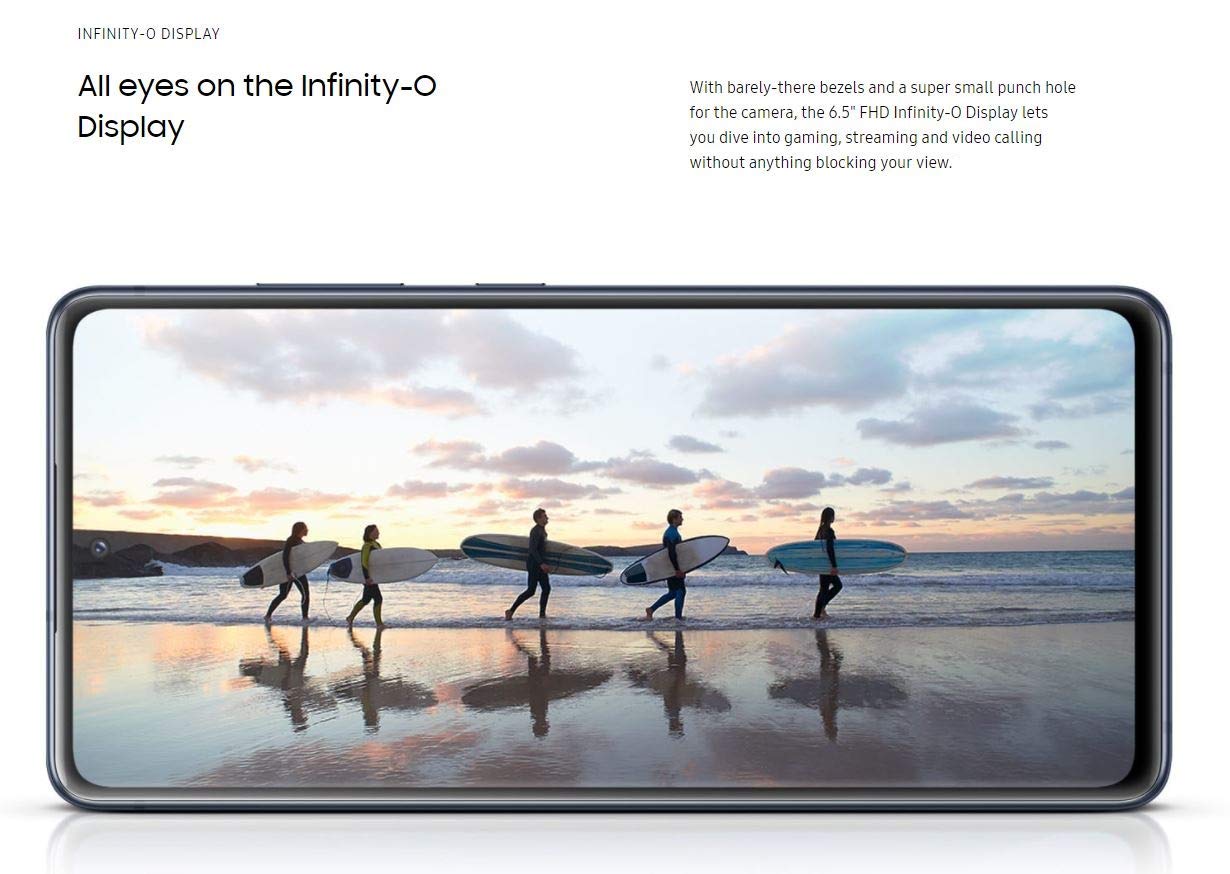 INFINITY-O DISPLAY
All eyes on the Infinity-O
Display
With barely-there bezels and a super small punch hole
for the camera, the 6.5" FHD Infinity-O Display lets
you dive into gaming, streaming and video calling
without anything blocking your view.